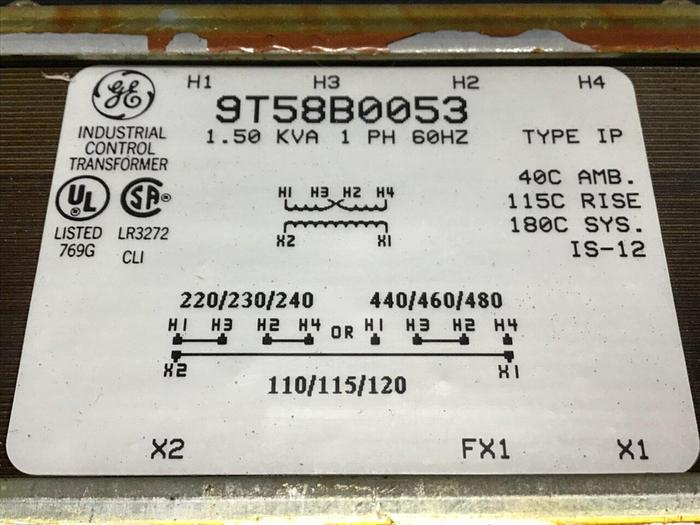 H1 H3 H2 H4
GE
9T58B0053
INDUSTRIAL
CONTROL
TRANSFORMER
1.50 KVA 1 PH 60HZ TYPE IP
40C AMB.
115C RISE
180C SYS.
IS-12
UL
LISTED
769G
SA
LR3272
CLI
H1 H3 H2 H4
X2 X1
220/230/240 440/460/480
H1 H3 H2 H4 OR H1 H3 H2 H4
X2 X1
110/115/120
X2 FX1 X1